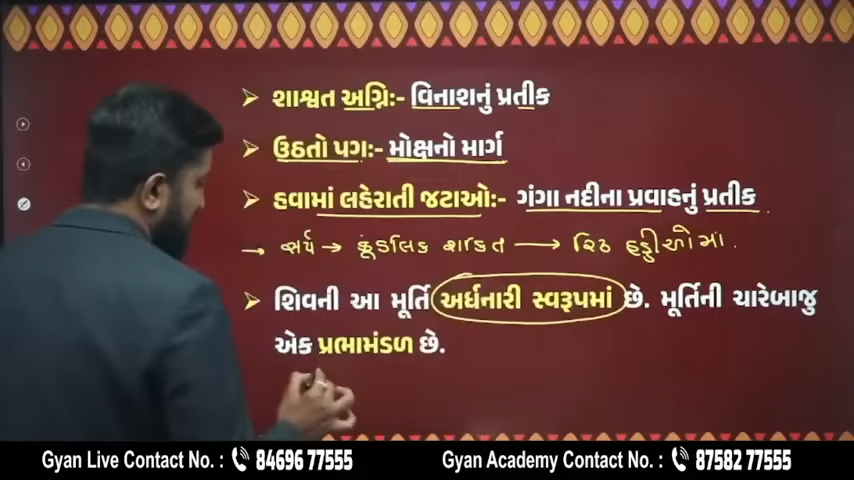 ➤ શાશ્વત અગ્નિઃ- વિનાશનું પ્રતીક
➤ ઉઠતો પગઃ- મોક્ષનો માર્ગ
➤ હવામાં લહેરાતી જટાઓઃ- ગંગા નદીના પ્રવાહનું પ્રતીક
→ સર્પ → કુંડલિક શક્તિ → હડ્ડીઓમાં.
➤ શિવની આ મૂર્તિ અર્ધનારી સ્વરૂપમાં છે. મૂર્તિની ચારેબાજુ
એક પ્રભામંડળ છે.
Gyan Live Contact No. : 84696 77555 Gyan Academy Contact No. : 87582 77555